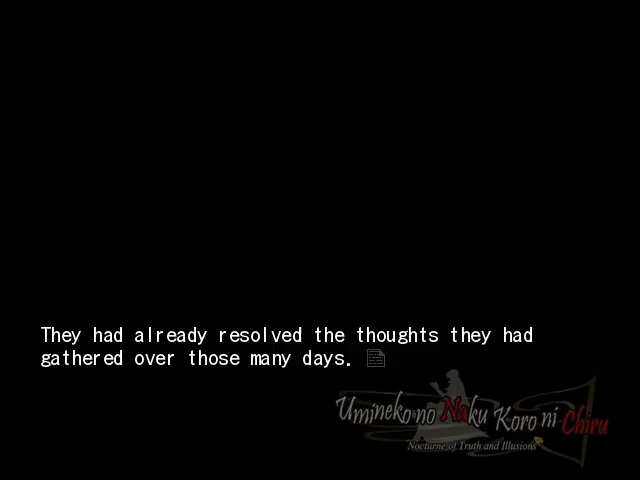 They had already resolved the thoughts they had
gathered over those many days.
Umineko no Naku Koro ni Chiru
Nocturne of Truth and Illusions